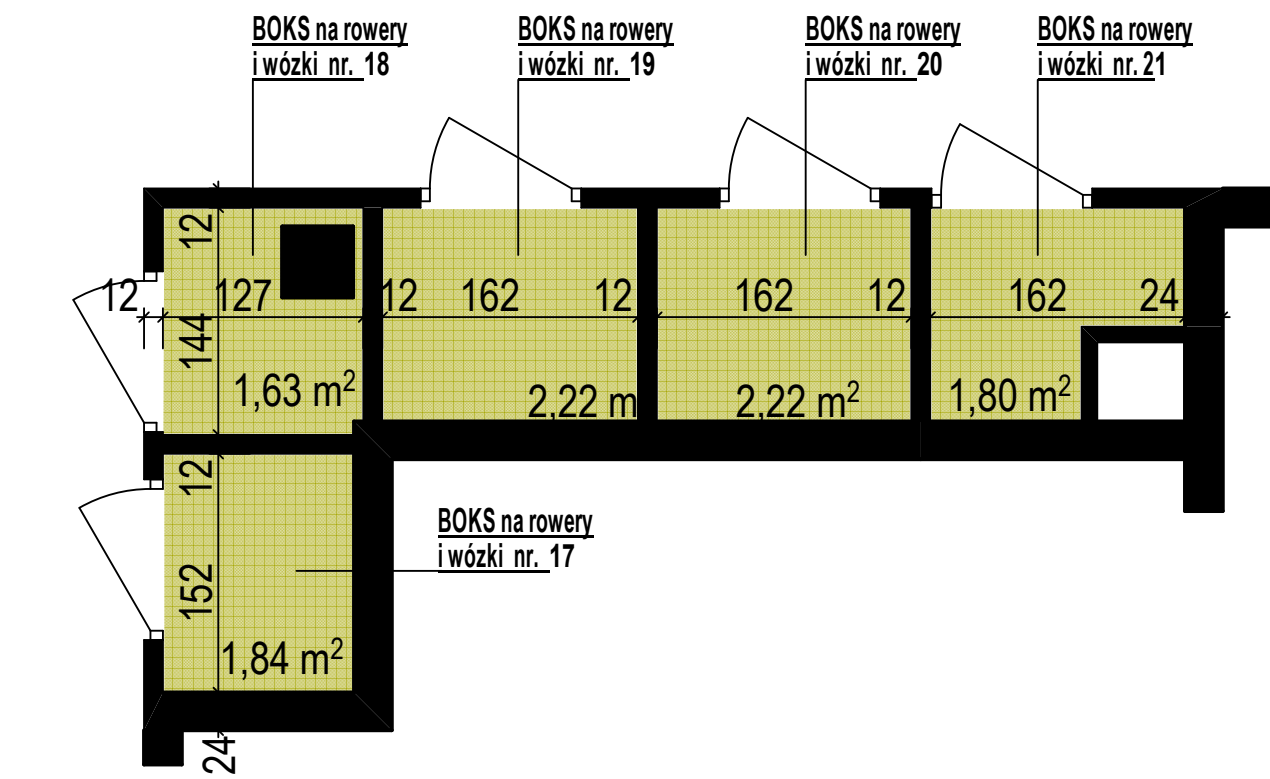 BOKS na rowery
i wózki nr. 18
BOKS na rowery
i wózki nr. 19
BOKS na rowery
i wózki nr. 20
BOKS na rowery
i wózki nr. 21
12
12
127
12
162
12
162
12
162
24
144
1,63 m²
2,22 m
2,22 m²
1,80 m²
12
BOKS na rowery
i wózki nr. 17
152
1,84 m²
24